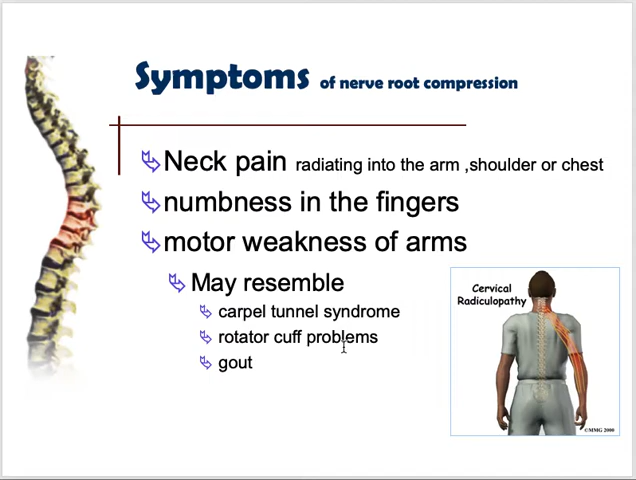 Symptoms of nerve root compression
Neck pain radiating into the arm ,shoulder or chest
numbness in the fingers
motor weakness of arms
May resemble
carpel tunnel syndrome
rotator cuff problems
gout
Cervical
Radiculopathy
©MMG 2000